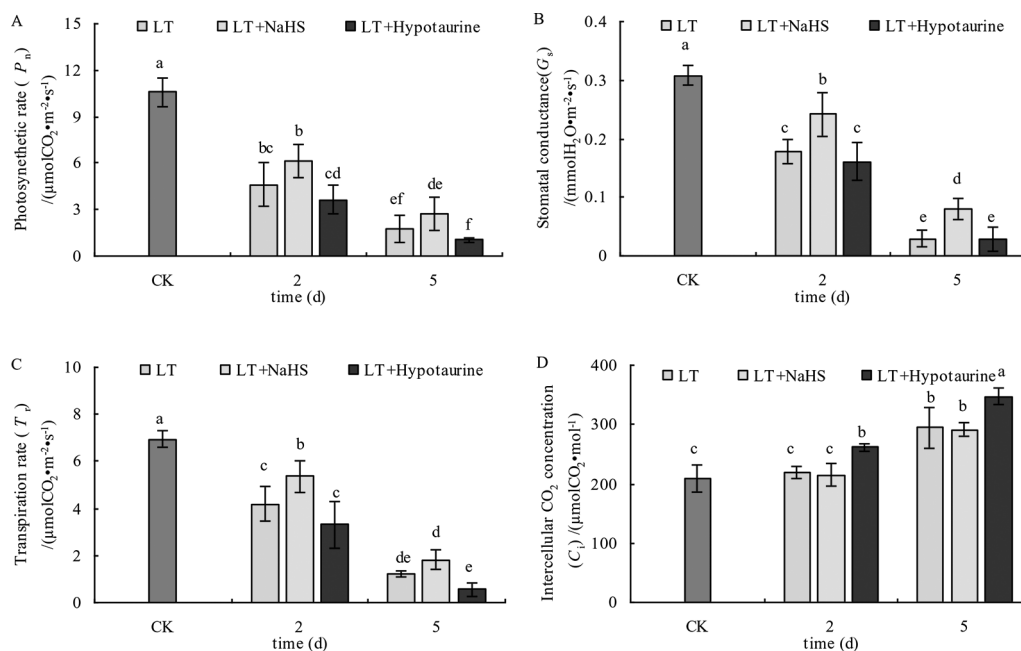 A
LT
LT+NaHS
LT+Hypotaurine
Photosynethetic rate ( Pn)
/(μmolCO2•m-2•s-1)
15
12
9
6
3
0
a
bc
b
cd
ef
de
f
CK
2
5
time (d)
B
LT
LT+NaHS
LT+Hypotaurine
Stomatal conductance(Gs)
/(mmolH2O•m-2•s-1)
0.4
0.3
0.2
0.1
0
a
c
b
c
e
d
e
CK
2
5
time (d)
C
LT
LT+NaHS
LT+Hypotaurine
Transpiration rate ( Tr)
/(μmolCO2•m-2•s-1)
10
8
6
4
2
0
a
c
b
c
de
d
e
CK
2
5
time (d)
D
LT
LT+NaHS
LT+Hypotaurine
Intercellular CO2 concentration
(Ci) /(μmolCO2•mol-1)
400
300
200
100
0
c
c
c
b
b
b
a
CK
2
5
time (d)